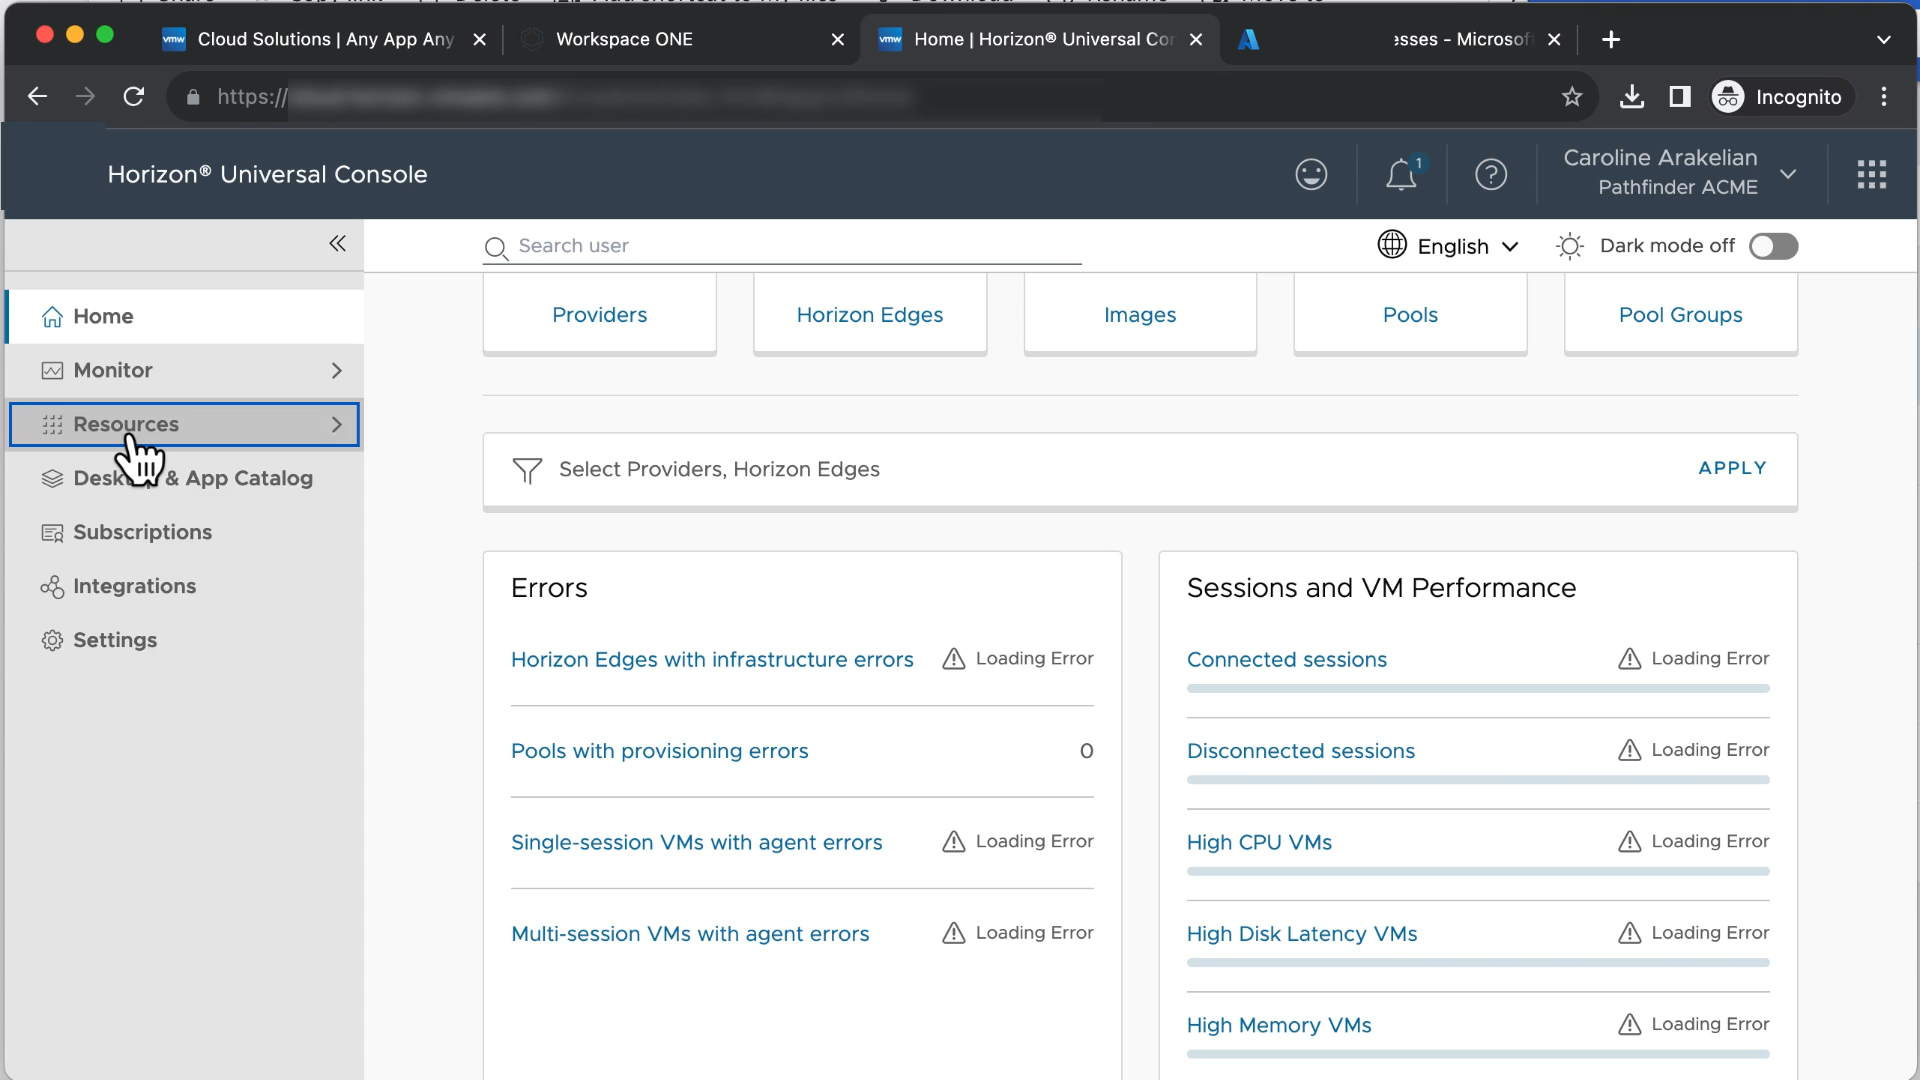 Cloud Solutions | Any App Any
Workspace ONE
Home | Horizon® Universal Cor
esses - Microsoft
https://
Incognito
Horizon® Universal Console
1
Caroline Arakelian
Pathfinder ACME
Search user
English
Dark mode off
Home
Monitor
Resources
Desktop & App Catalog
Subscriptions
Integrations
Settings
Providers
Horizon Edges
Images
Pools
Pool Groups
Select Providers, Horizon Edges
APPLY
Errors
Horizon Edges with infrastructure errors
Loading Error
Pools with provisioning errors
0
Single-session VMs with agent errors
Loading Error
Multi-session VMs with agent errors
Loading Error
Sessions and VM Performance
Connected sessions
Loading Error
Disconnected sessions
Loading Error
High CPU VMs
Loading Error
High Disk Latency VMs
Loading Error
High Memory VMs
Loading Error